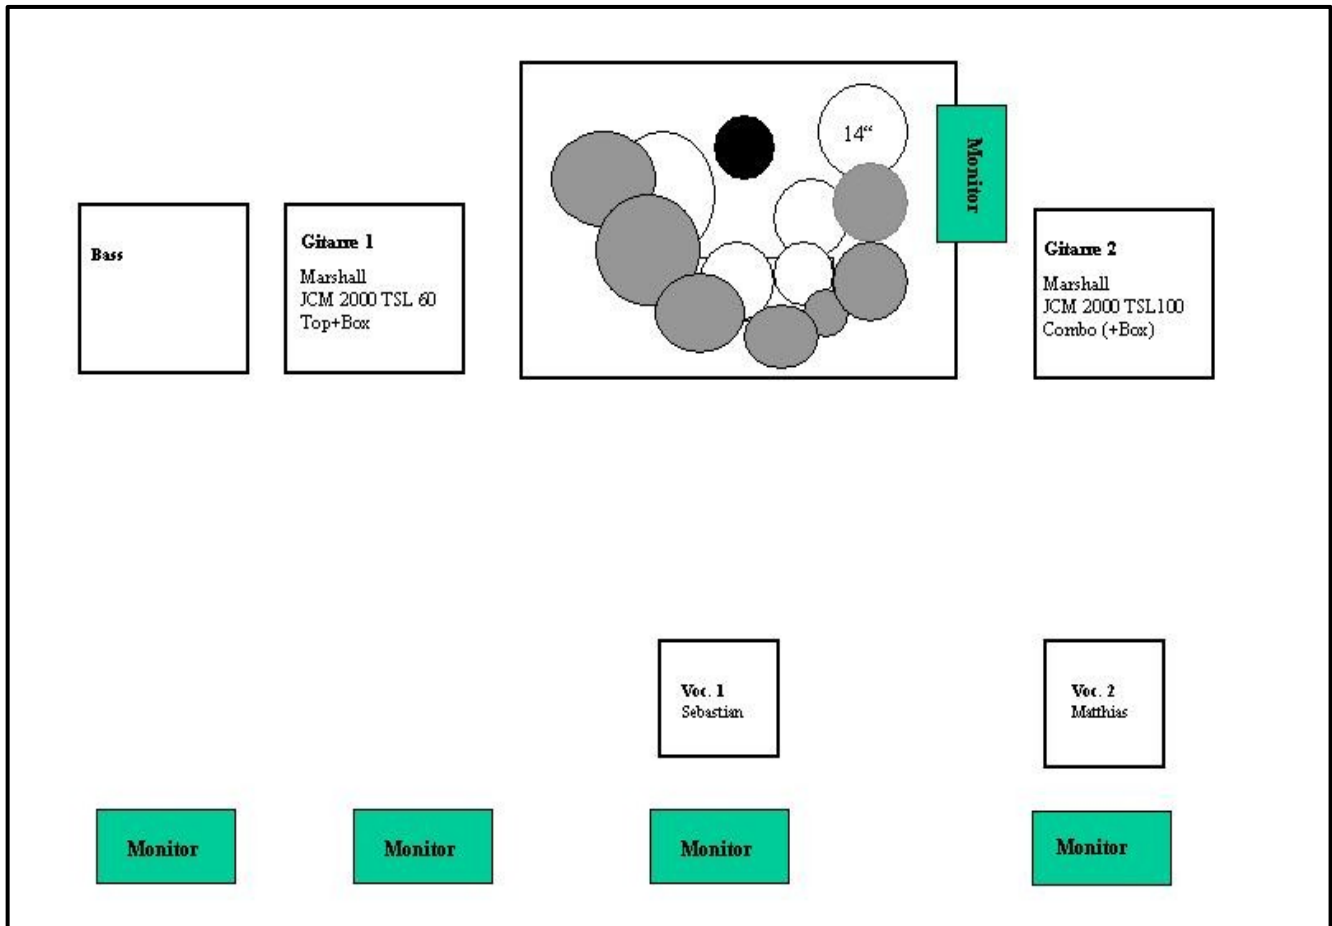 14“
Monitor
Bass
Gitarre 1
Marshall
JCM 2000 TSL 60
Top+Box
Gitarre 2
Marshall
JCM 2000 TSL100
Combo (+Box)
Voc. 1
Sebastian
Voc. 2
Matthias
Monitor
Monitor
Monitor
Monitor